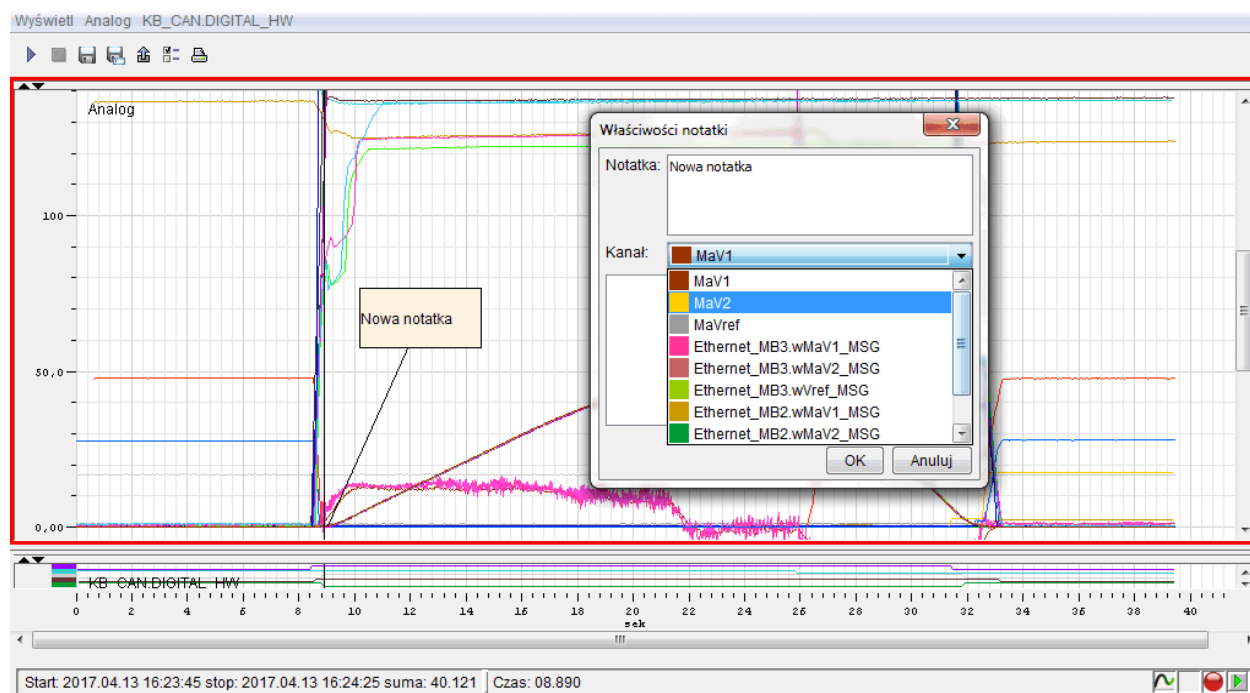 Wyświetl Analog KB_CAN.DIGITAL_HW
Analog
100
50,0
0,00
Nowa notatka
Właściwości notatki
Notatka:
Nowa notatka
Kanał:
MaV1
MaV1
MaV2
MaVref
Ethernet_MB3.wMaV1_MSG
Ethernet_MB3.wMaV2_MSG
Ethernet_MB3.wVref_MSG
Ethernet_MB2.wMaV1_MSG
Ethernet_MB2.wMaV2_MSG
OK Anuluj
KB_CAN.DIGITAL_HW
0 2 4 6 8 10 12 14 16 18 20 22 24 26 28 30 32 34 36 38 40
sek
Start: 2017.04.13 16:23:45 stop: 2017.04.13 16:24:25 suma: 40.121 Czas: 08.890